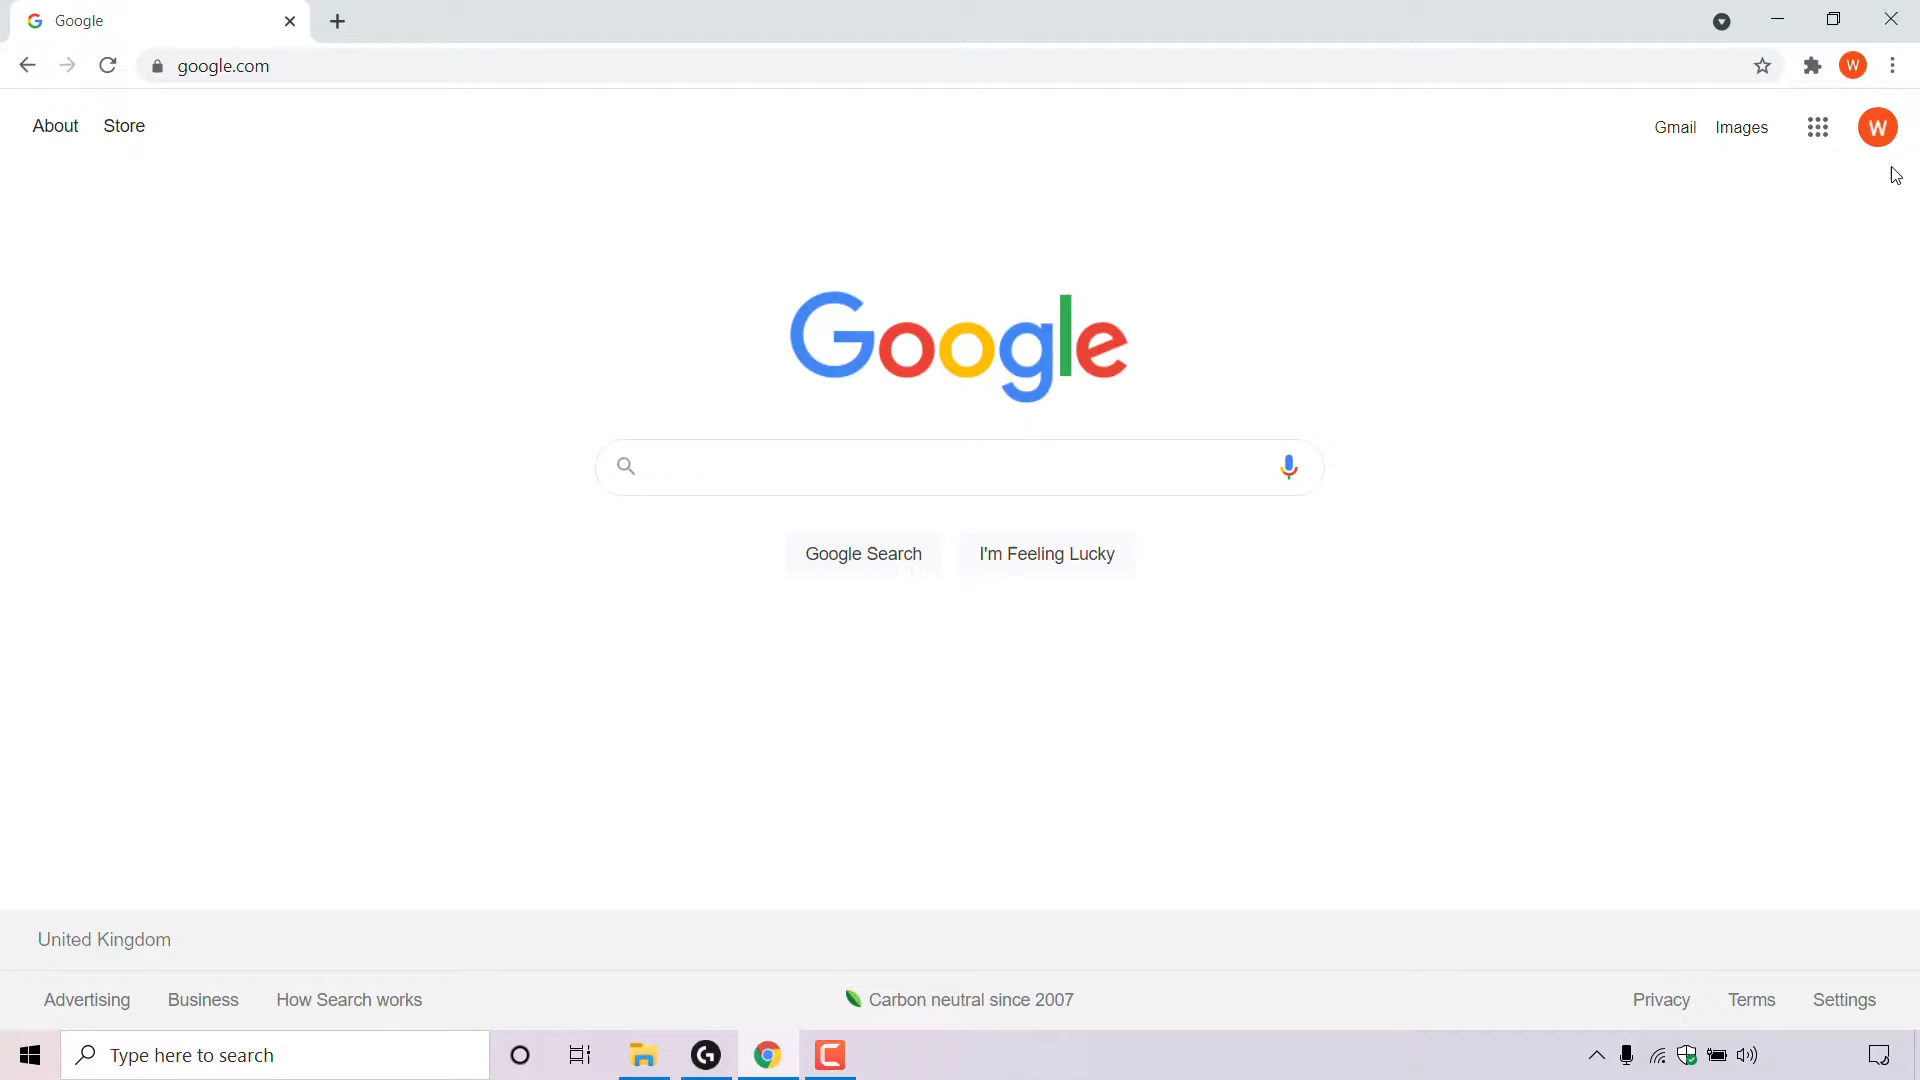 Google
google.com
W
About Store
Gmail Images
W
Google
Google Search I'm Feeling Lucky
United Kingdom
Advertising Business How Search works
Carbon neutral since 2007
Privacy Terms Settings
Type here to search